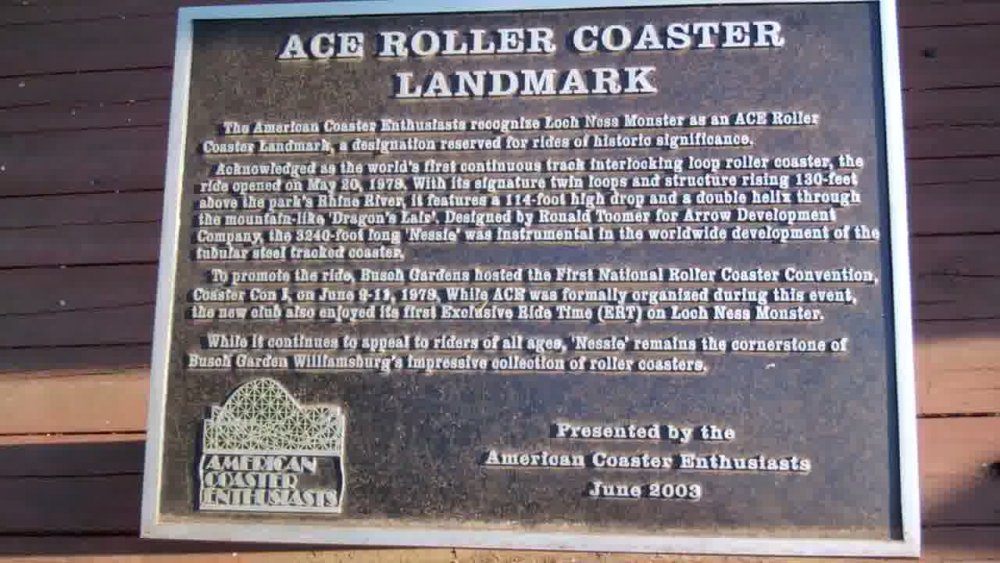 ACE ROLLER COASTER
LANDMARK
The American Coaster Enthusiasts recognize Loch Ness Monster as an ACE Roller
Coaster Landmark, a designation reserved for rides of historic significance.
Acknowledged as the world's first continuous track interlocking loop roller coaster, the
ride opened on May 20, 1978. With its signature twin loops and structure rising 130-feet
above the park's Rhine River, it features a 114-foot high drop and a double helix through
the mountain-like 'Dragon's Lair'. Designed by Ronald Toomer for Arrow Development
Company, the 3240-foot long 'Nessie' was instrumental in the worldwide development of the
tubular steel tracked coaster.
To promote the ride, Busch Gardens hosted the First National Roller Coaster Convention,
Coaster Con I, on June 9-11, 1978. While ACE was formally organized during this event,
the new club also enjoyed its first Exclusive Ride Time (ERT) on Loch Ness Monster.
While it continues to appeal to riders of all ages, 'Nessie' remains the cornerstone of
Busch Garden Williamsburg's impressive collection of roller coasters.
AMERICAN
COASTER
ENTHUSIASTS
Presented by the
American Coaster Enthusiasts
June 2003